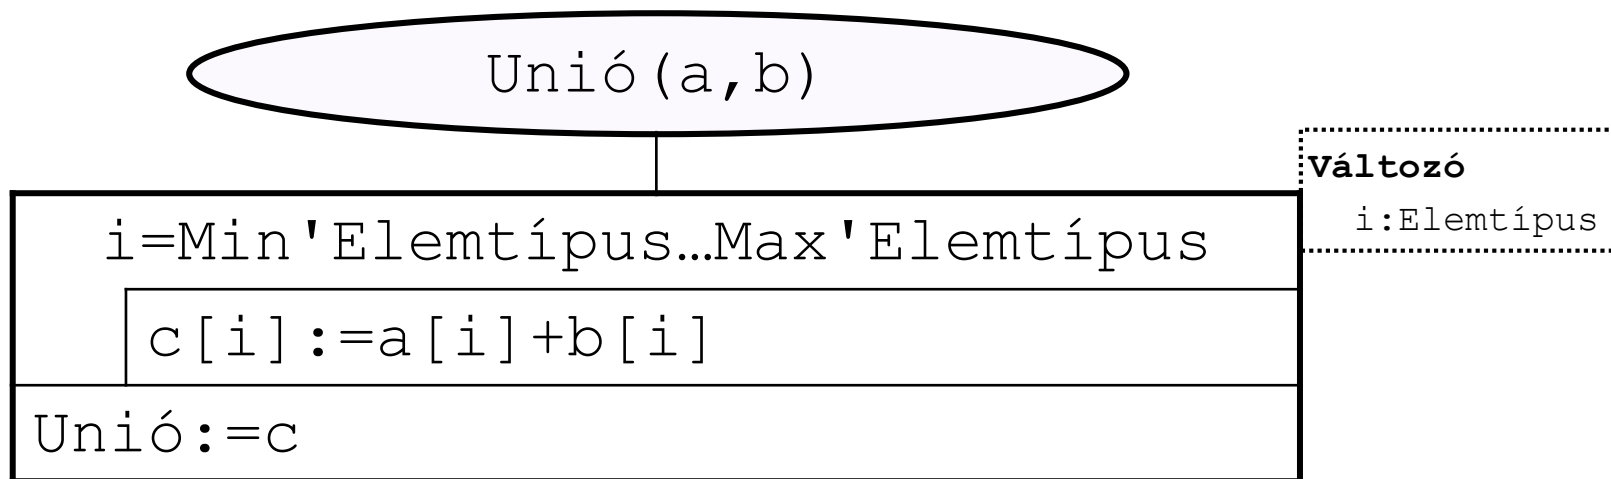 Unió(a,b)
Változó
i:Elemtípus
i=Min'Elemtípus…Max'Elemtípus
c[i]:=a[i]+b[i]
Unió:=c